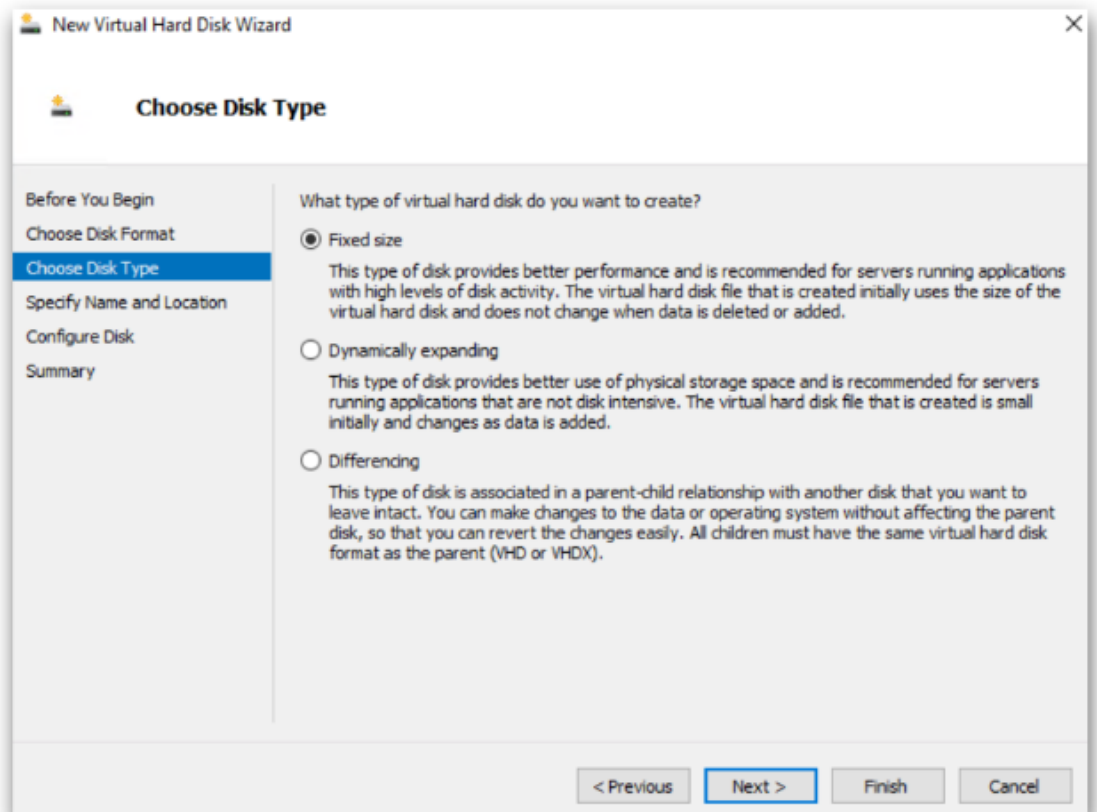 New Virtual Hard Disk Wizard
Choose Disk Type
Before You Begin
Choose Disk Format
Choose Disk Type
Specify Name and Location
Configure Disk
Summary
What type of virtual hard disk do you want to create?
Fixed size
This type of disk provides better performance and is recommended for servers running applications
with high levels of disk activity. The virtual hard disk file that is created initially uses the size of the
virtual hard disk and does not change when data is deleted or added.
Dynamically expanding
This type of disk provides better use of physical storage space and is recommended for servers
running applications that are not disk intensive. The virtual hard disk file that is created is small
initially and changes as data is added.
Differencing
This type of disk is associated in a parent-child relationship with another disk that you want to
leave intact. You can make changes to the data or operating system without affecting the parent
disk, so that you can revert the changes easily. All children must have the same virtual hard disk
format as the parent (VHD or VHDX).
< Previous
Next >
Finish
Cancel